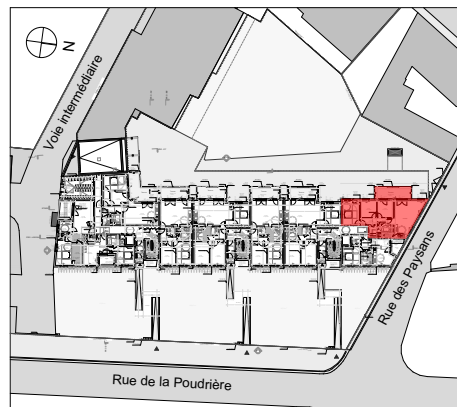 N
Voie intermédiaire
Rue des Paysans
Rue de la Poudrière